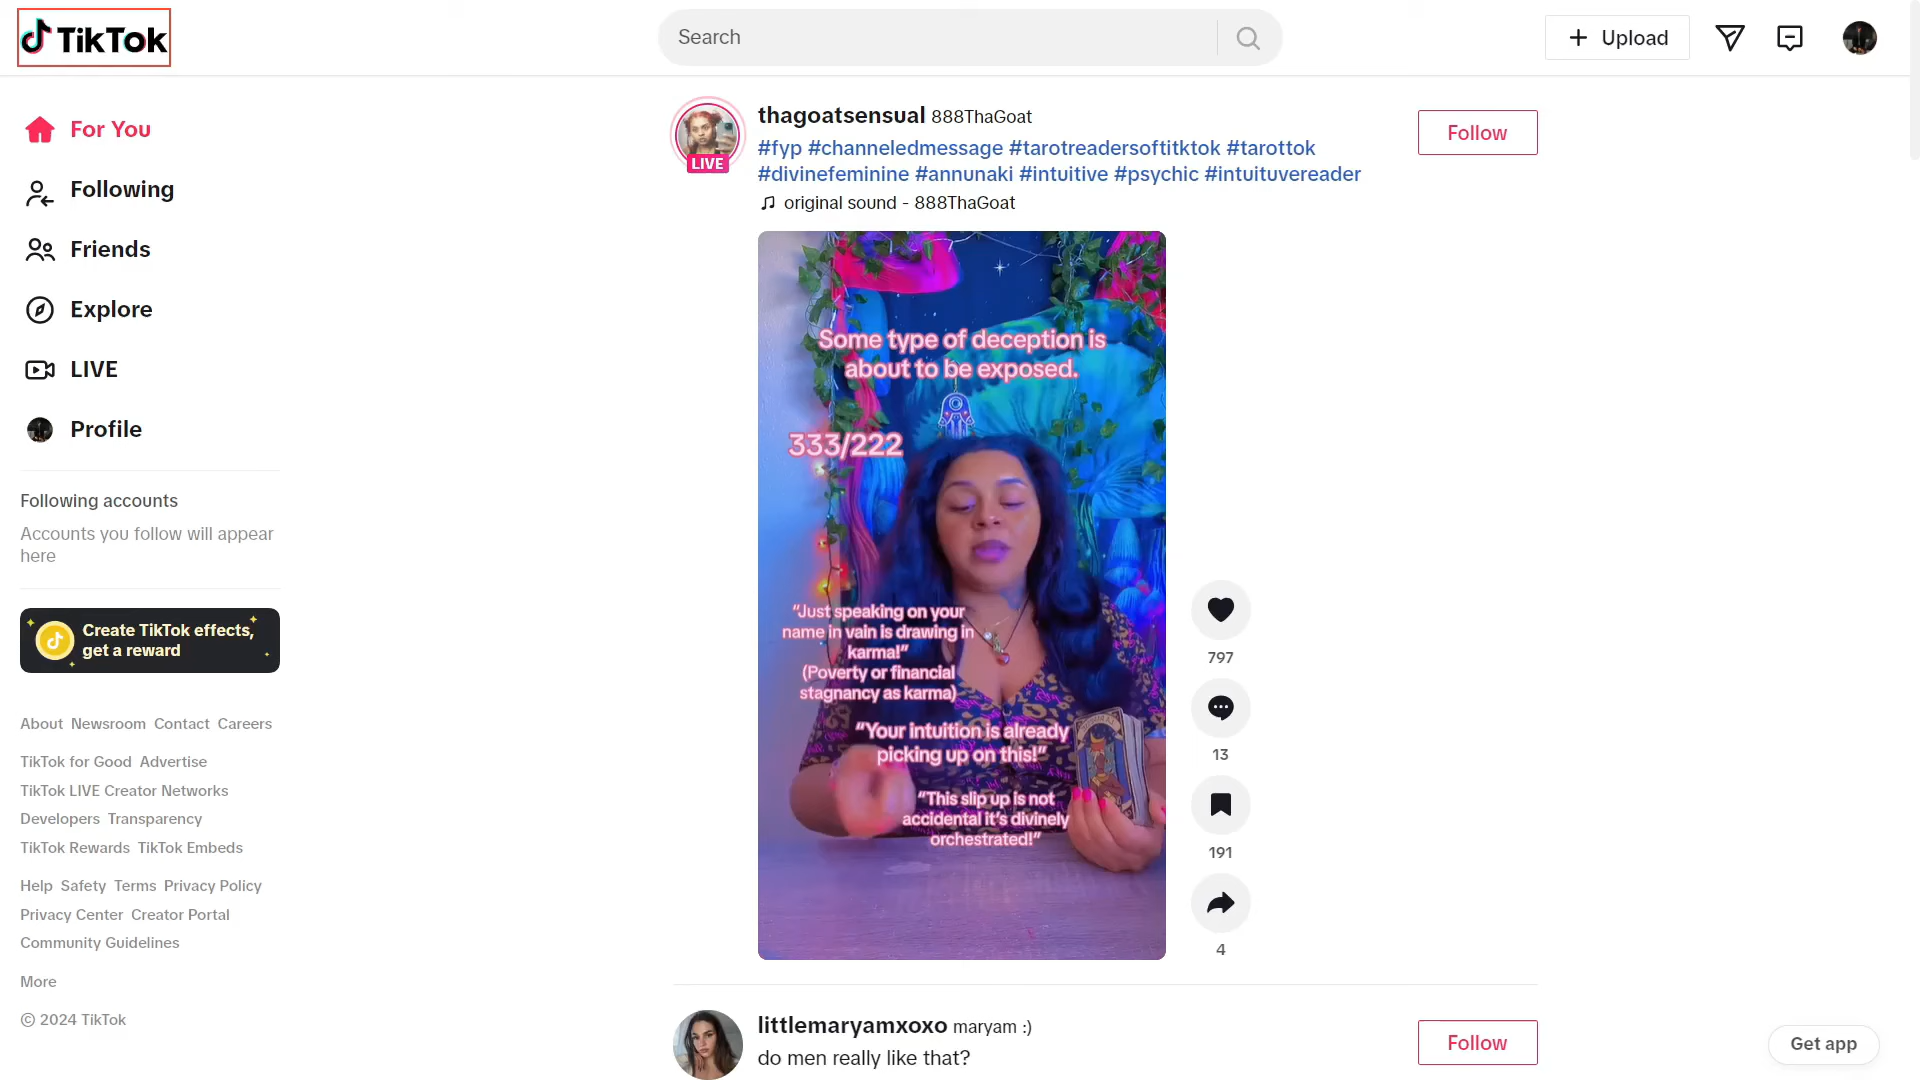 TikTok
Search
Upload
For You
Following
Friends
Explore
LIVE
Profile
Following accounts
Accounts you follow will appear
here
Create TikTok effects,
get a reward
About Newsroom Contact Careers
TikTok for Good Advertise
TikTok LIVE Creator Networks
Developers Transparency
TikTok Rewards TikTok Embeds
Help Safety Terms Privacy Policy
Privacy Center Creator Portal
Community Guidelines
More
© 2024 TikTok
LIVE
thagoatsensual 888ThaGoat
#fyp #channeledmessage #tarotreadersoftitktok #tarottok
#divinefeminine #annunaki #intuitive #psychic #intuituvereader
original sound - 888ThaGoat
Follow
Some type of deception is
about to be exposed.
333/222
“Just speaking on your
name in vain is drawing in
karma!”
(Poverty or financial
stagnancy as karma)
“Your intuition is already
picking up on this!”
“This slip up is not
accidental it’s divinely
orchestrated!”
797
13
191
4
littlemaryamxoxo maryam :)
do men really like that?
Follow
Get app